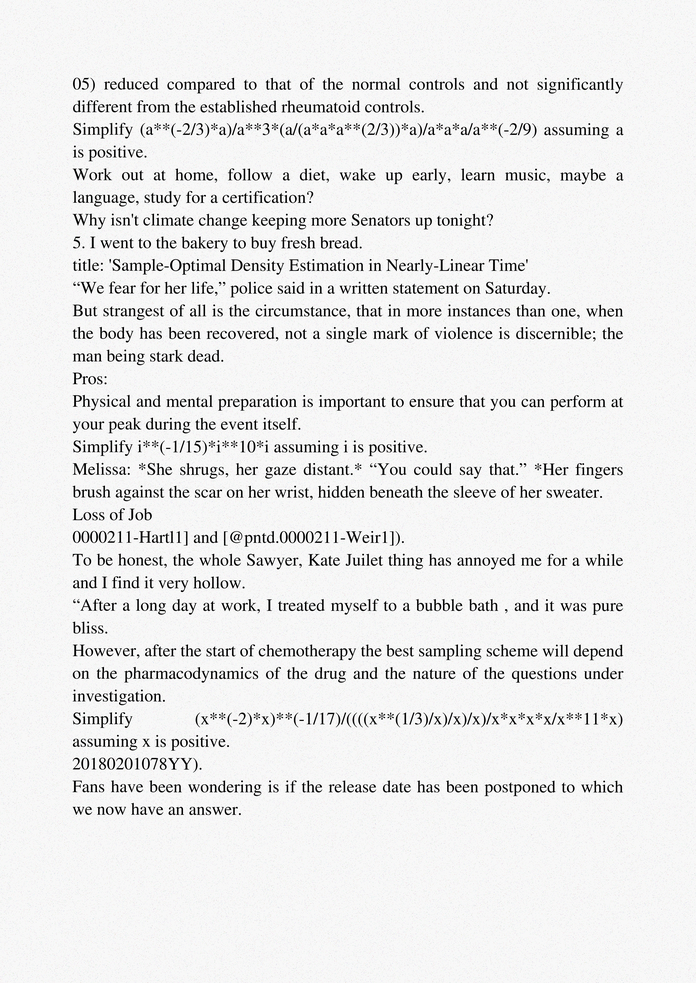 05) reduced compared to that of the normal controls and not significantly
different from the established rheumatoid controls.
Simplify (a**(-2/3)*a)/a**3*(a/(a*a*a**(2/3))*a)/a*a*a/a**(-2/9) assuming a
is positive.
Work out at home, follow a diet, wake up early, learn music, maybe a
language, study for a certification?
Why isn't climate change keeping more Senators up tonight?
5. I went to the bakery to buy fresh bread.
title: 'Sample-Optimal Density Estimation in Nearly-Linear Time'
“We fear for her life,” police said in a written statement on Saturday.
But strangest of all is the circumstance, that in more instances than one, when
the body has been recovered, not a single mark of violence is discernible; the
man being stark dead.
Pros:
Physical and mental preparation is important to ensure that you can perform at
your peak during the event itself.
Simplify i**(-1/15)*i**10*i assuming i is positive.
Melissa: *She shrugs, her gaze distant.* “You could say that.” *Her fingers
brush against the scar on her wrist, hidden beneath the sleeve of her sweater.
Loss of Job
0000211-Hartl1] and [@pntd.0000211-Weir1]).
To be honest, the whole Sawyer, Kate Juilet thing has annoyed me for a while
and I find it very hollow.
“After a long day at work, I treated myself to a bubble bath , and it was pure
bliss.
However, after the start of chemotherapy the best sampling scheme will depend
on the pharmacodynamics of the drug and the nature of the questions under
investigation.
Simplify (x**(-2)*x)**(-1/17)/((((x**(1/3)/x)/x)/x)/x*x*x*x/x**11*x)
assuming x is positive.
20180201078YY).
Fans have been wondering is if the release date has been postponed to which
we now have an answer.